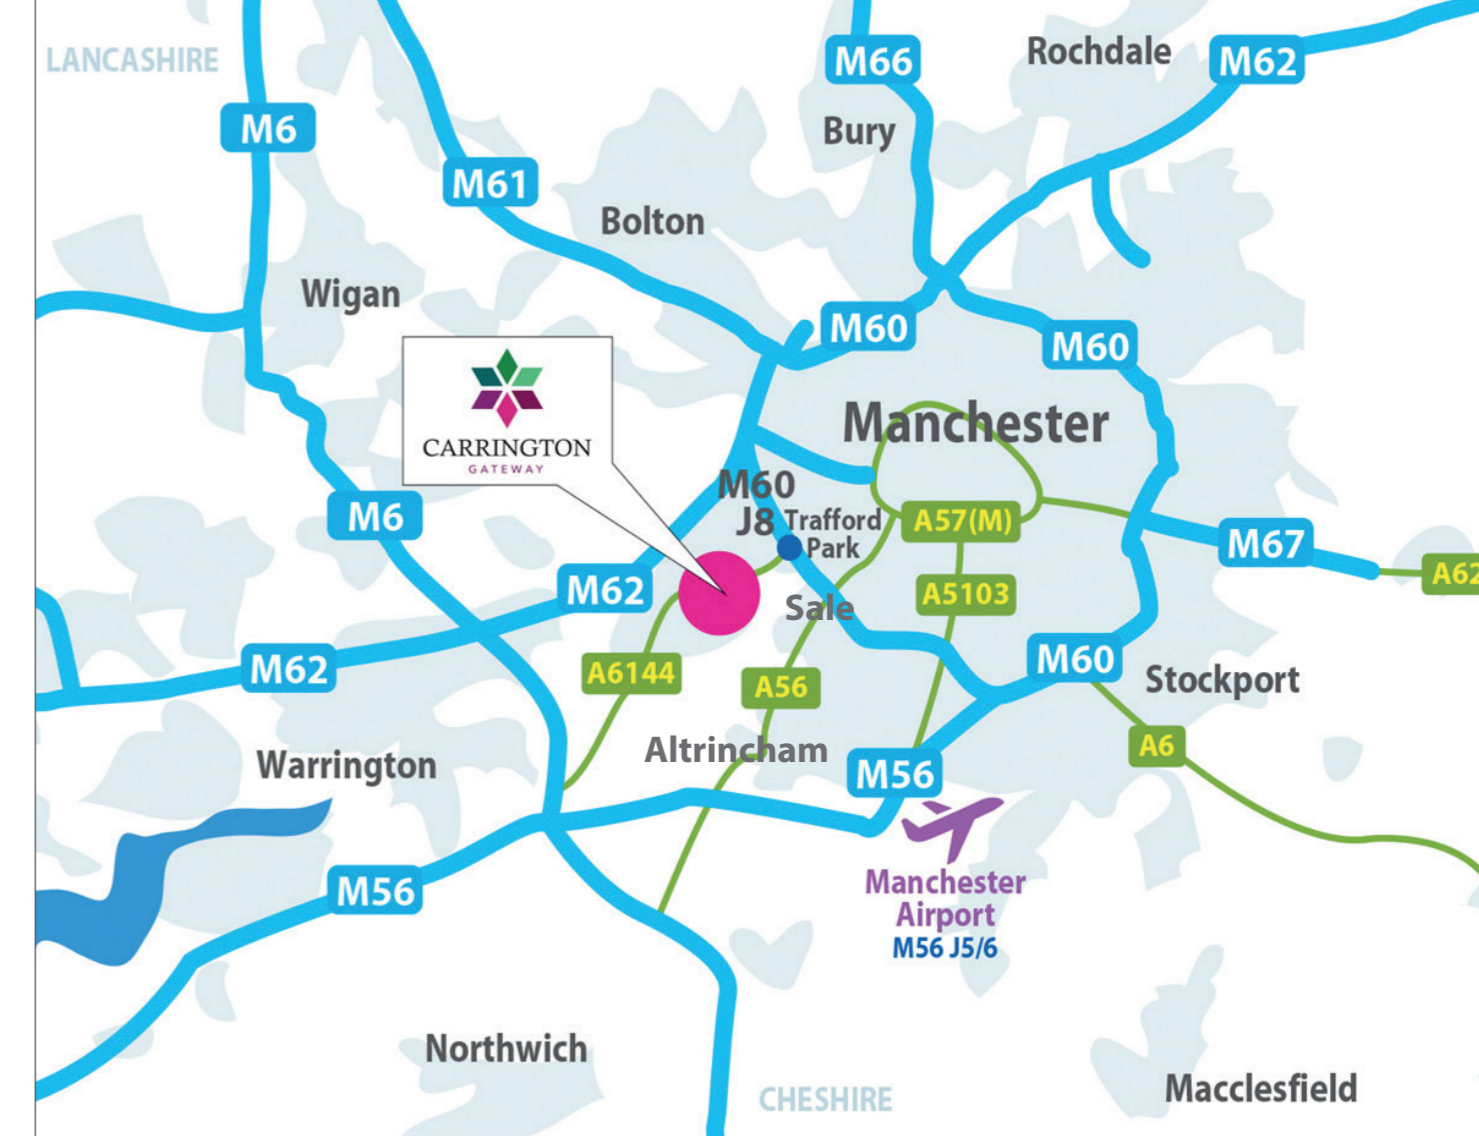 LANCASHIRE
M66
Rochdale
M62
M6
Bury
M61
Bolton
Wigan
M60
M60
CARRINGTON
GATEWAY
Manchester
M60
J8
Trafford
Park
M6
A57(M)
M67
A62
M62
A5103
Sale
M62
A6144
A56
M60
Stockport
Altrincham
A6
Warrington
M56
M56
Manchester
Airport
M56 J5/6
Northwich
CHESHIRE
Macclesfield